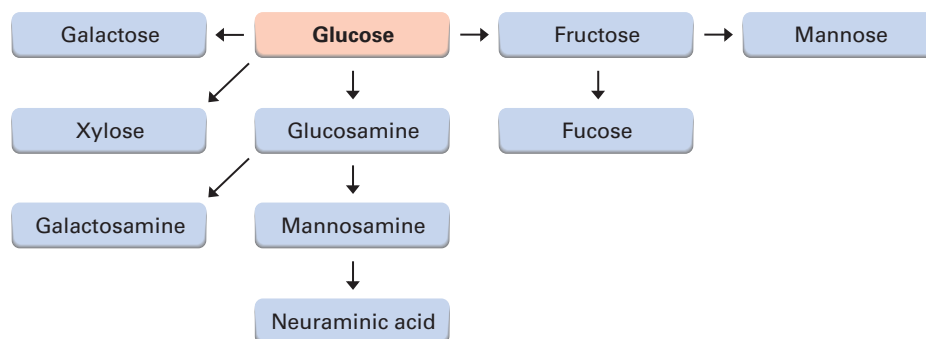 Galactose
Glucose
Fructose
Mannose
Xylose
Glucosamine
Fucose
Galactosamine
Mannosamine
Neuraminic acid